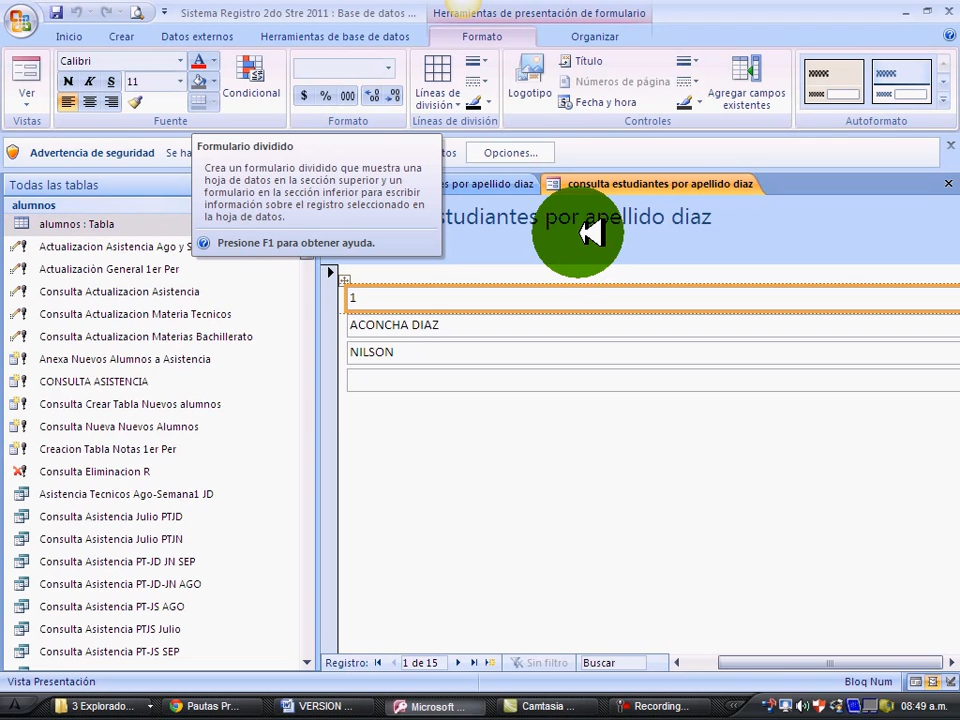 Sistema Registro 2do Stre 2011 : Base de datos ...
Herramientas de presentación de formulario
Inicio
Crear
Datos externos
Herramientas de base de datos
Formato
Organizar
Ver
Vistas
Calibri
N K S
11
Fuente
Condicional
$ % 000
Formato
Líneas de
división
Líneas de división
Logotipo
Título
Números de página
Fecha y hora
Controles
Agregar campos
existentes
Autoformato
Advertencia de seguridad
Se ha
tos
Opciones...
Formulario dividido
Crea un formulario dividido que muestra una
hoja de datos en la sección superior y un
formulario en la sección inferior para escribir
información sobre el registro seleccionado en
la hoja de datos.
Presione F1 para obtener ayuda.
Todas las tablas
es por apellido diaz
consulta estudiantes por apellido diaz
studiantes por apellido diaz
alumnos
alumnos : Tabla
Actualizacion Asistencia Ago y S
Actualización General 1er Per
Consulta Actualizacion Asistencia
Consulta Actualizacion Materia Tecnicos
Consulta Actualizacion Materias Bachillerato
Anexa Nuevos Alumnos a Asistencia
CONSULTA ASISTENCIA
Consulta Crear Tabla Nuevos alumnos
Consulta Nueva Nuevos Alumnos
Creacion Tabla Notas 1er Per
Consulta Eliminacion R
Asistencia Tecnicos Ago-Semana1 JD
Consulta Asistencia Julio PTJD
Consulta Asistencia Julio PTJN
Consulta Asistencia PT-JD JN SEP
Consulta Asistencia PT-JD-JN AGO
Consulta Asistencia PT-JS AGO
Consulta Asistencia PTJS Julio
Consulta Asistencia PT-JS SEP
1
ACONCHA DIAZ
NILSON
Registro:
1 de 15
Sin filtro
Buscar
Vista Presentación
Bloq Num
3 Explorado...
Pautas Pr...
VERSION ...
Microsoft ...
Camtasia ...
Recording...
08:49 a.m.